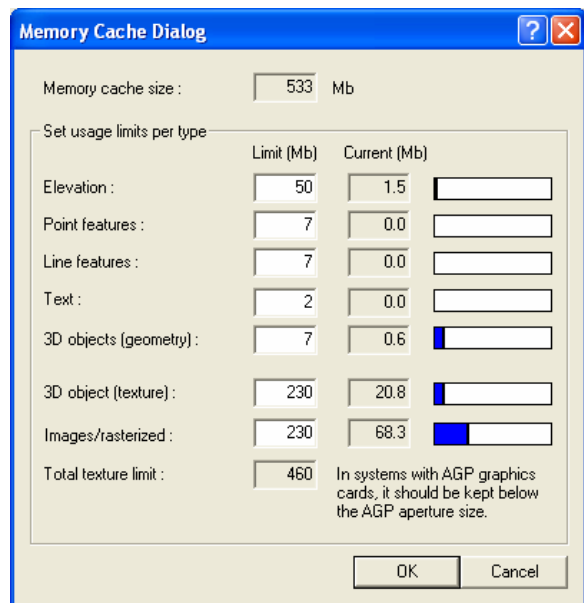 Memory Cache Dialog
Memory cache size : 533 Mb
Set usage limits per type
Limit (Mb) Current (Mb)
Elevation : 50 1.5
Point features : 7 0.0
Line features : 7 0.0
Text : 2 0.0
3D objects (geometry) : 7 0.6
3D object (texture) : 230 20.8
Images/rasterized : 230 68.3
Total texture limit : 460 In systems with AGP graphics
cards, it should be kept below
the AGP aperture size.
OK Cancel